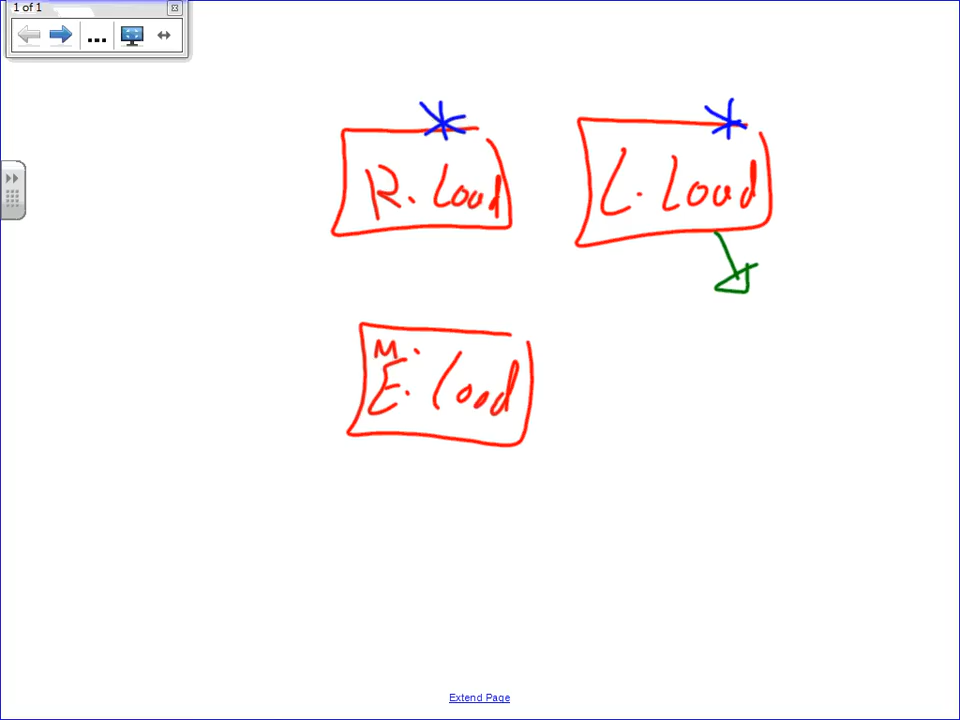 1 of 1
...
R. Load
L. Load
M.
E. Load
Extend Page